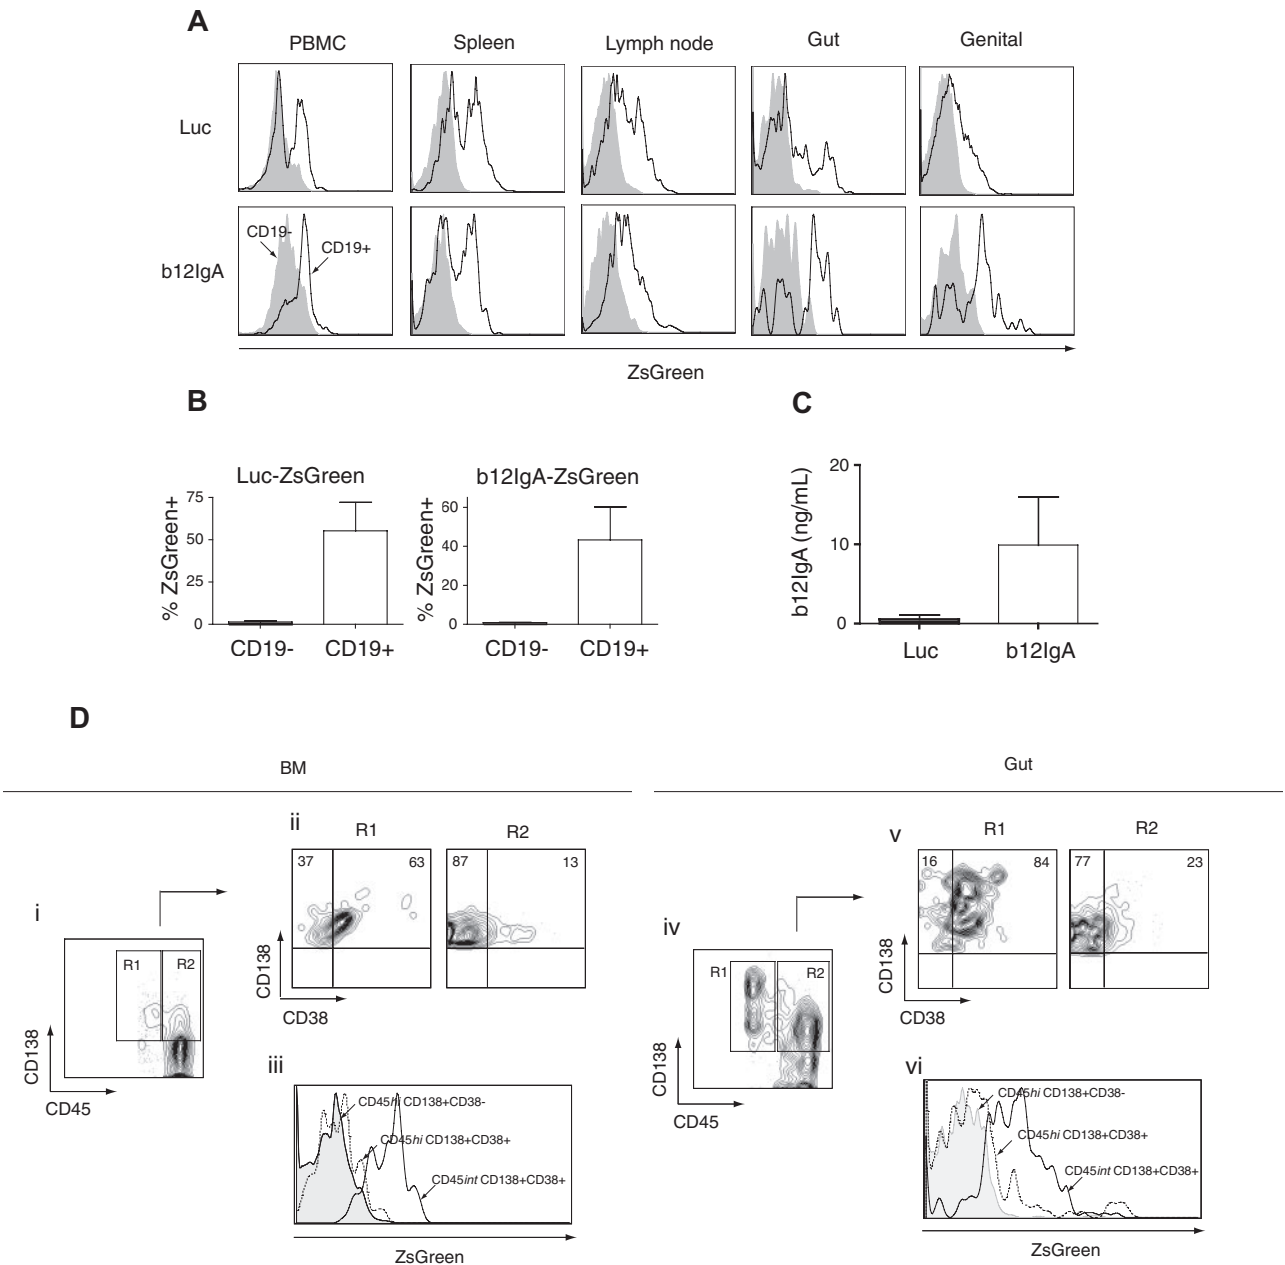 A
PBMC Spleen Lymph node Gut Genital
Luc
CD19-
CD19+
b12IgA
ZsGreen
B
C
Luc-ZsGreen
b12IgA-ZsGreen
% ZsGreen+
75
50
25
0
CD19- CD19+
% ZsGreen+
60
40
20
0
CD19- CD19+
b12IgA (ng/mL)
20
10
0
Luc b12IgA
D
BM
Gut
i
R1 R2
CD138
CD45
ii
R1 R2
37 63
87 13
CD138
CD38
iii
CD45hi CD138+CD38-
CD45hi CD138+CD38+
CD45int CD138+CD38+
ZsGreen
iv
R1 R2
CD138
CD45
v
R1 R2
16 84
77 23
CD138
CD38
vi
CD45hi CD138+CD38-
CD45hi CD138+CD38+
CD45int CD138+CD38+
ZsGreen